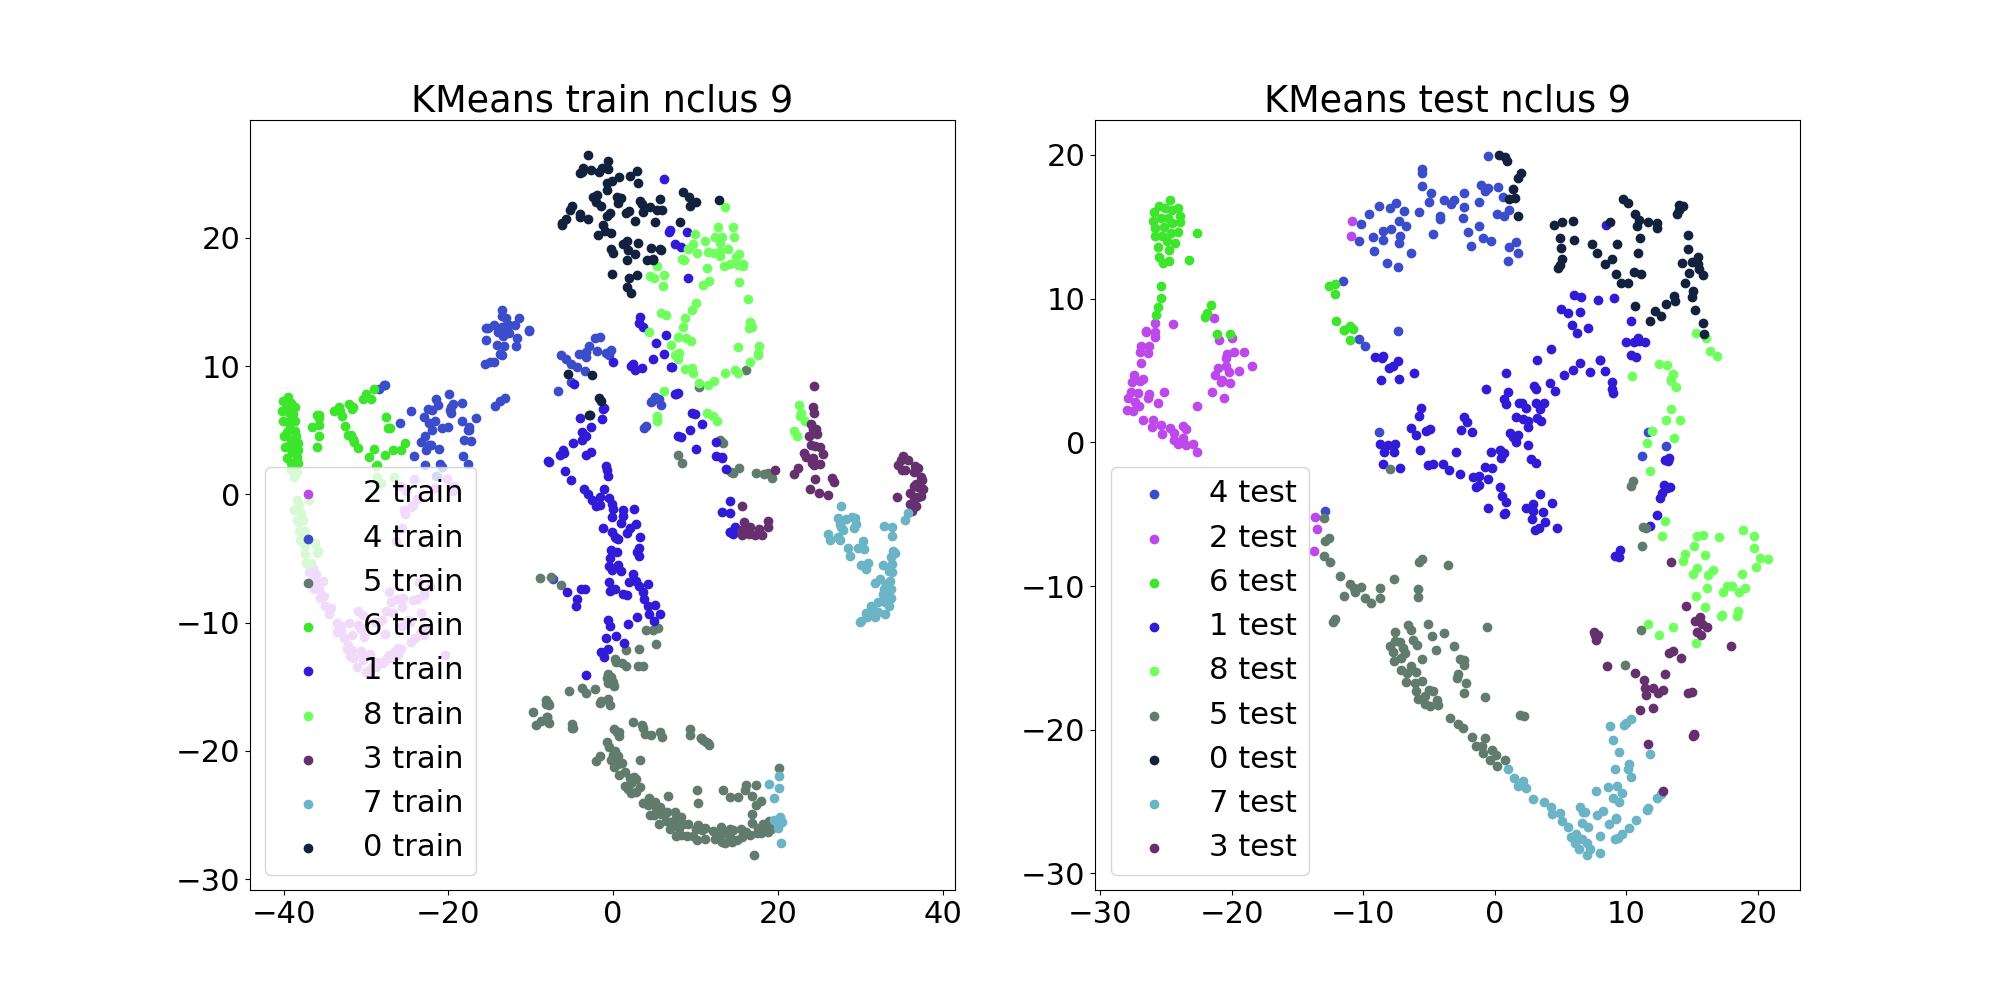 KMeans train nclus 9
20
10
0
−10
−20
−30
−40
−20
0
20
40
2 train
4 train
5 train
6 train
1 train
8 train
3 train
7 train
0 train
KMeans test nclus 9
20
10
0
−10
−20
−30
−30
−20
−10
0
10
20
4 test
2 test
6 test
1 test
8 test
5 test
0 test
7 test
3 test